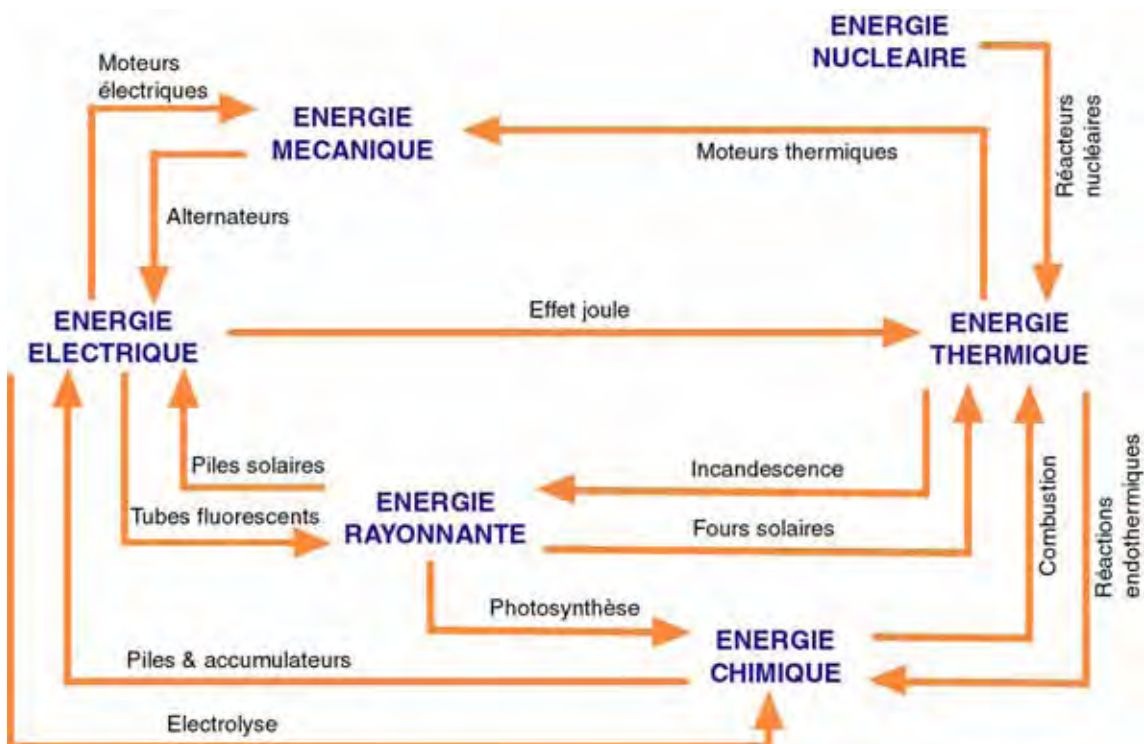 ENERGIE
NUCLEAIRE
Moteurs
électriques
ENERGIE
MECANIQUE
Moteurs thermiques
Réacteurs
nucléaires
Alternateurs
ENERGIE
ELECTRIQUE
Effet joule
ENERGIE
THERMIQUE
Piles solaires
Incandescence
ENERGIE
RAYONNANTE
Tubes fluorescents
Fours solaires
Combustion
Réactions
endothermiques
Photosynthèse
ENERGIE
CHIMIQUE
Piles & accumulateurs
Electrolyse